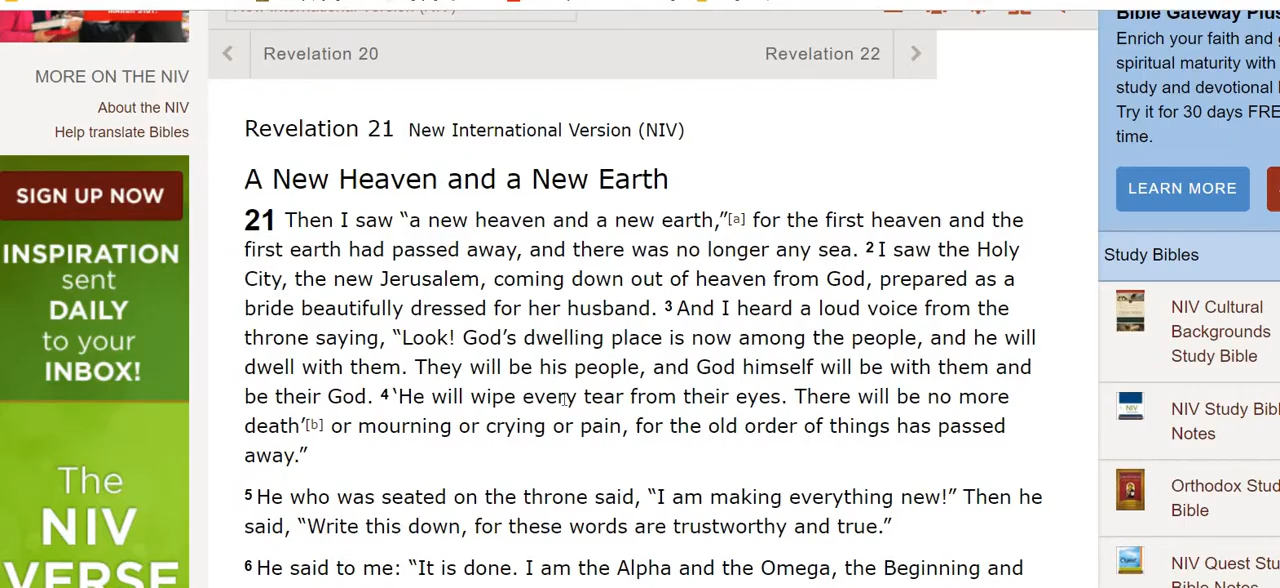 MORE ON THE NIV
About the NIV
Help translate Bibles
SIGN UP NOW
INSPIRATION
sent
DAILY
to your
INBOX!
The
NIV
VERSE
Revelation 20
Revelation 22
Revelation 21 New International Version (NIV)
A New Heaven and a New Earth
21 Then I saw “a new heaven and a new earth,”[a] for the first heaven and the
first earth had passed away, and there was no longer any sea. 2 I saw the Holy
City, the new Jerusalem, coming down out of heaven from God, prepared as a
bride beautifully dressed for her husband. 3 And I heard a loud voice from the
throne saying, “Look! God’s dwelling place is now among the people, and he will
dwell with them. They will be his people, and God himself will be with them and
be their God. 4 ‘He will wipe every tear from their eyes. There will be no more
death’[b] or mourning or crying or pain, for the old order of things has passed
away.”
5 He who was seated on the throne said, “I am making everything new!” Then he
said, “Write this down, for these words are trustworthy and true.”
6 He said to me: “It is done. I am the Alpha and the Omega, the Beginning and
Bible Gateway Plus
Enrich your faith and
spiritual maturity with
study and devotional
Try it for 30 days FREE
time.
LEARN MORE
Study Bibles
NIV Cultural
Backgrounds
Study Bible
NIV Study Bibl
Notes
Orthodox Stud
Bible
NIV Quest Stu
Bible Notes